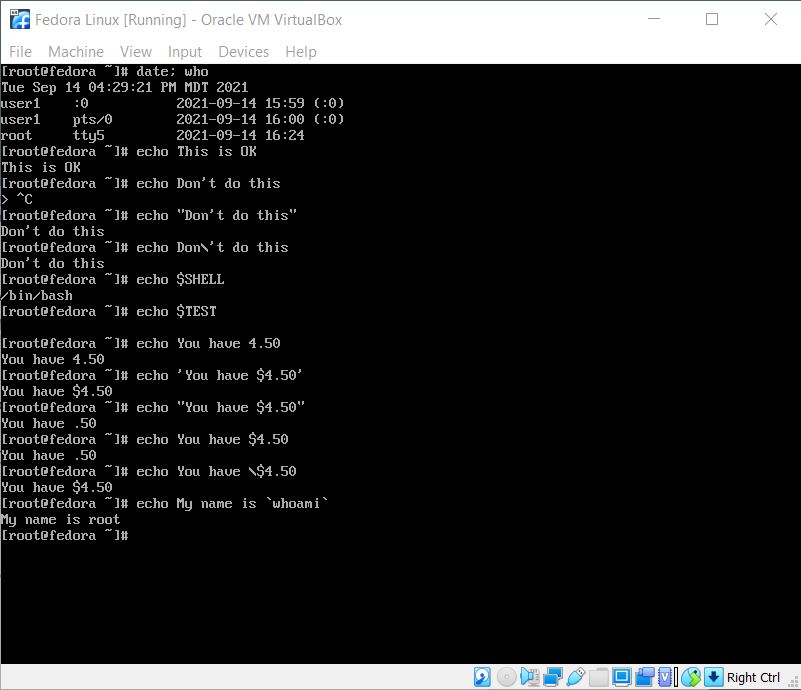 Fedora Linux [Running] - Oracle VM VirtualBox
File Machine View Input Devices Help
[root@fedora ~]# date; who
Tue Sep 14 04:29:21 PM MDT 2021
user1    :0           2021-09-14 15:59 (:0)
user1    pts/0        2021-09-14 16:00 (:0)
root     tty5         2021-09-14 16:24
[root@fedora ~]# echo This is OK
This is OK
[root@fedora ~]# echo Don't do this
> ^C
[root@fedora ~]# echo "Don't do this"
Don't do this
[root@fedora ~]# echo Don\'t do this
Don't do this
[root@fedora ~]# echo $SHELL
/bin/bash
[root@fedora ~]# echo $TEST

[root@fedora ~]# echo You have 4.50
You have 4.50
[root@fedora ~]# echo 'You have $4.50'
You have $4.50
[root@fedora ~]# echo "You have $4.50"
You have .50
[root@fedora ~]# echo You have $4.50
You have .50
[root@fedora ~]# echo You have \$4.50
You have $4.50
[root@fedora ~]# echo My name is `whoami`
My name is root
[root@fedora ~]#
Right Ctrl